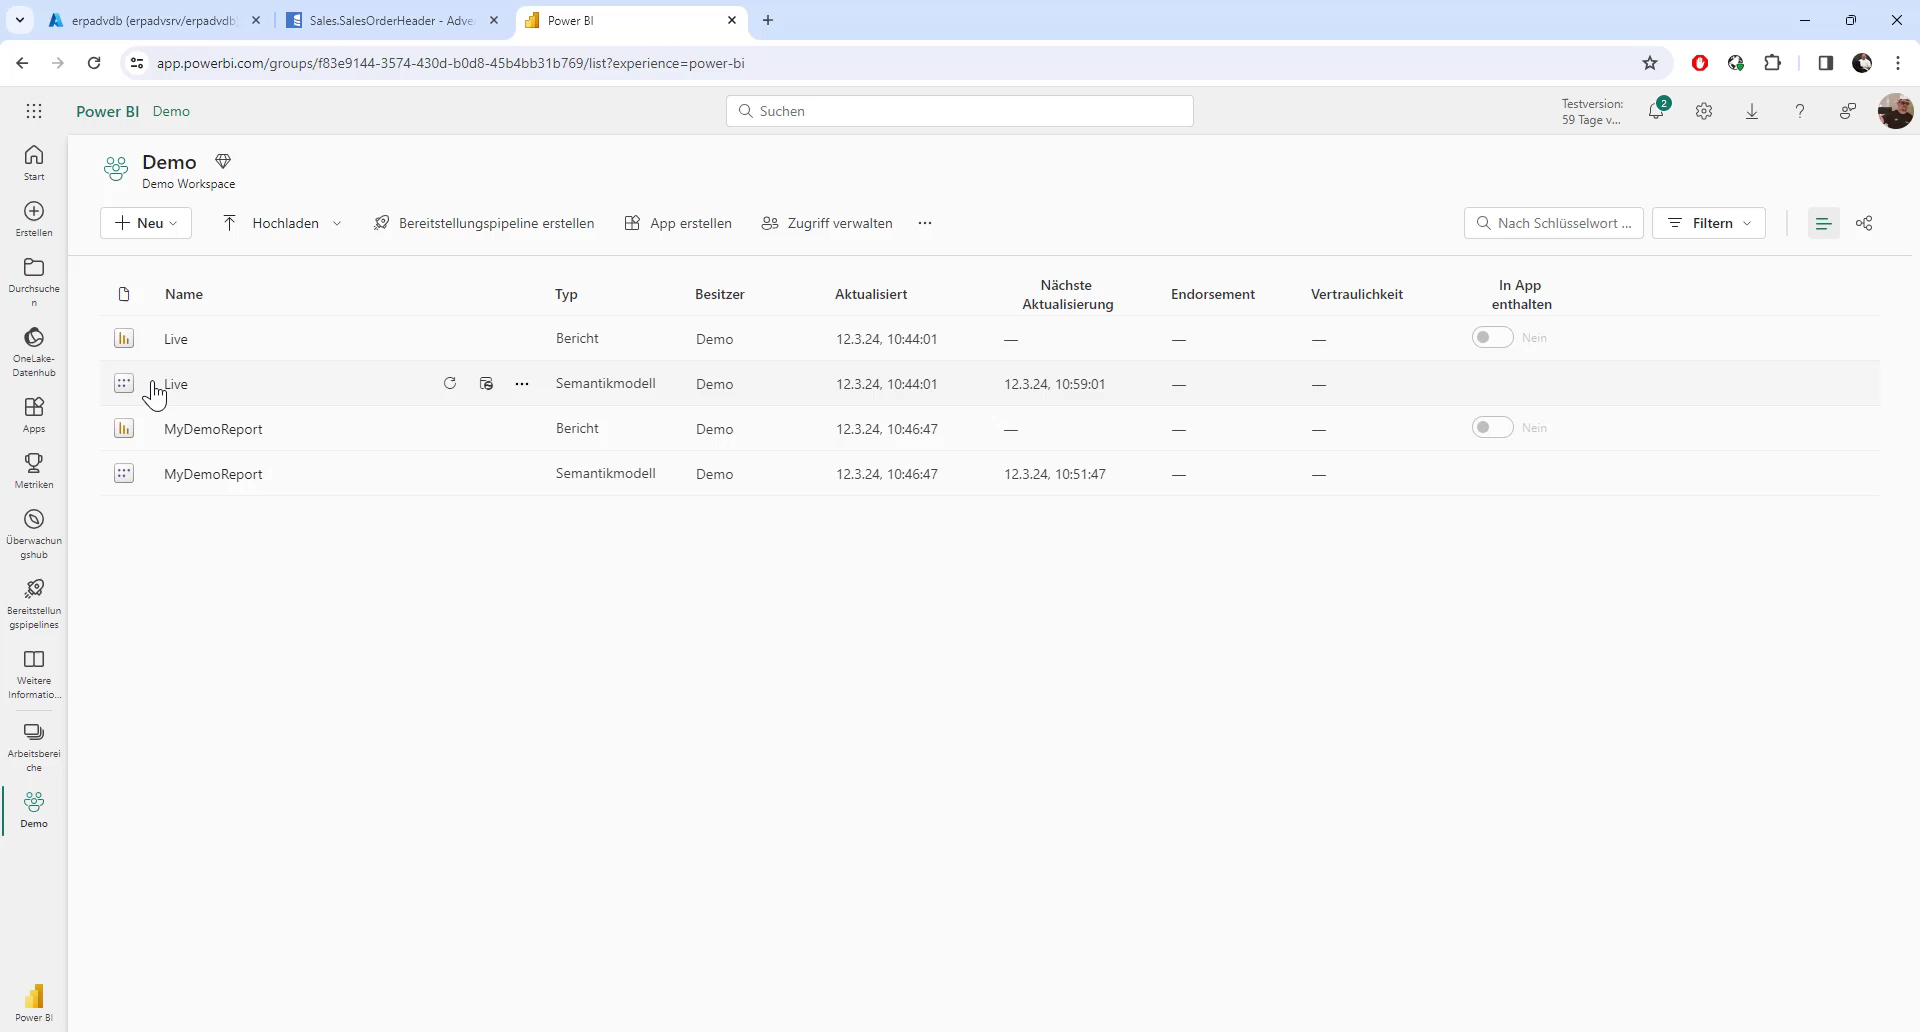 erpadvdb (erpadvsrv/erpadvdb)
Sales.SalesOrderHeader - Adve
Power BI
app.powerbi.com/groups/f83e9144-3574-430d-b0d8-45b4bb31b769/list?experience=power-bi
Power BI Demo
Suchen
Testversion:
59 Tage v...
2
Start
Erstellen
Durchsuche
n
OneLake-
Datenhub
Apps
Metriken
Überwachun
gshub
Bereitstellun
gspipelines
Weitere
Informatio...
Arbeitsberei
che
Demo
Power BI
Demo
Demo Workspace
Neu
Hochladen
Bereitstellungspipeline erstellen
App erstellen
Zugriff verwalten
...
Nach Schlüsselwort ...
Filtern
Name Typ Besitzer Aktualisiert Nächste Aktualisierung Endorsement Vertraulichkeit In App enthalten
Live Bericht Demo 12.3.24, 10:44:01 — — — Nein
Live ... Semantikmodell Demo 12.3.24, 10:44:01 12.3.24, 10:59:01 — —
MyDemoReport Bericht Demo 12.3.24, 10:46:47 — — — Nein
MyDemoReport Semantikmodell Demo 12.3.24, 10:46:47 12.3.24, 10:51:47 — —